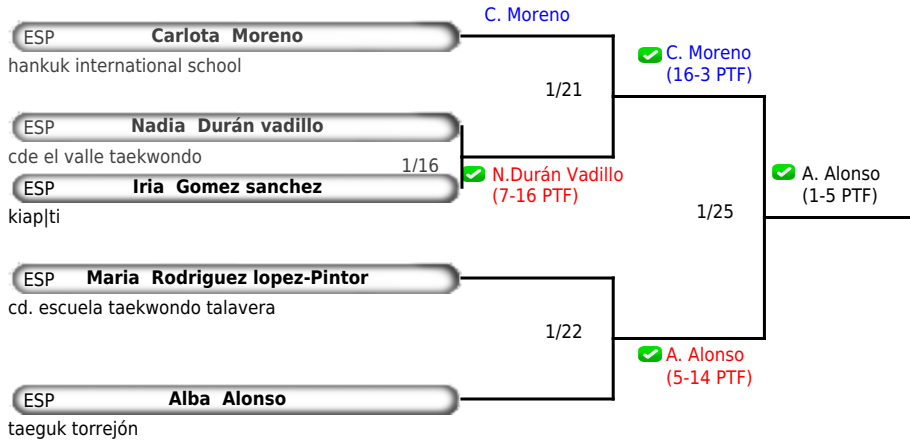 C. Moreno
ESP Carlota Moreno
hankuk international school
C. Moreno
(16-3 PTF)
1/21
ESP Nadia Durán vadillo
cde el valle taekwondo
1/16
ESP Iria Gomez sanchez
kiap|ti
N.Durán Vadillo
(7-16 PTF)
A. Alonso
(1-5 PTF)
1/25
ESP Maria Rodriguez lopez-Pintor
cd. escuela taekwondo talavera
1/22
A. Alonso
(5-14 PTF)
ESP Alba Alonso
taeguk torrejón